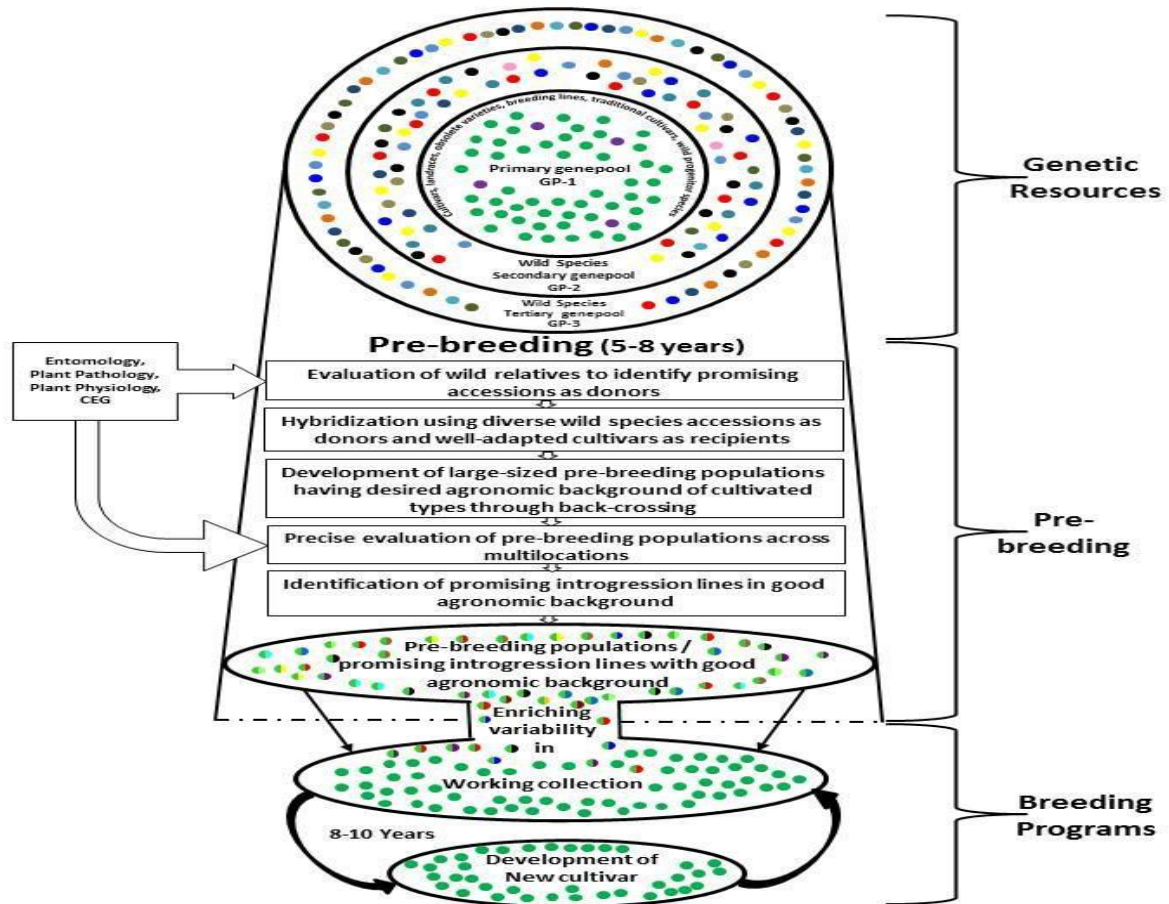 Cultivars, landraces, obsolete varieties, breeding lines, traditional cultivars, wild progenitor species
Primary genepool
GP-1
Wild Species
Secondary genepool
GP-2
Wild Species
Tertiary genepool
GP-3
Genetic
Resources
Pre-breeding (5-8 years)
Entomology,
Plant Pathology,
Plant Physiology,
CEG
Evaluation of wild relatives to identify promising
accessions as donors
Hybridization using diverse wild species accessions as
donors and well-adapted cultivars as recipients
Development of large-sized pre-breeding populations
having desired agronomic background of cultivated
types through back-crossing
Precise evaluation of pre-breeding populations across
multilocations
Identification of promising introgression lines in good
agronomic background
Pre-
breeding
Pre-breeding populations /
promising introgression lines with good
agronomic background
Enriching
variability
in
Working collection
8-10 Years
Development of
New cultivar
Breeding
Programs